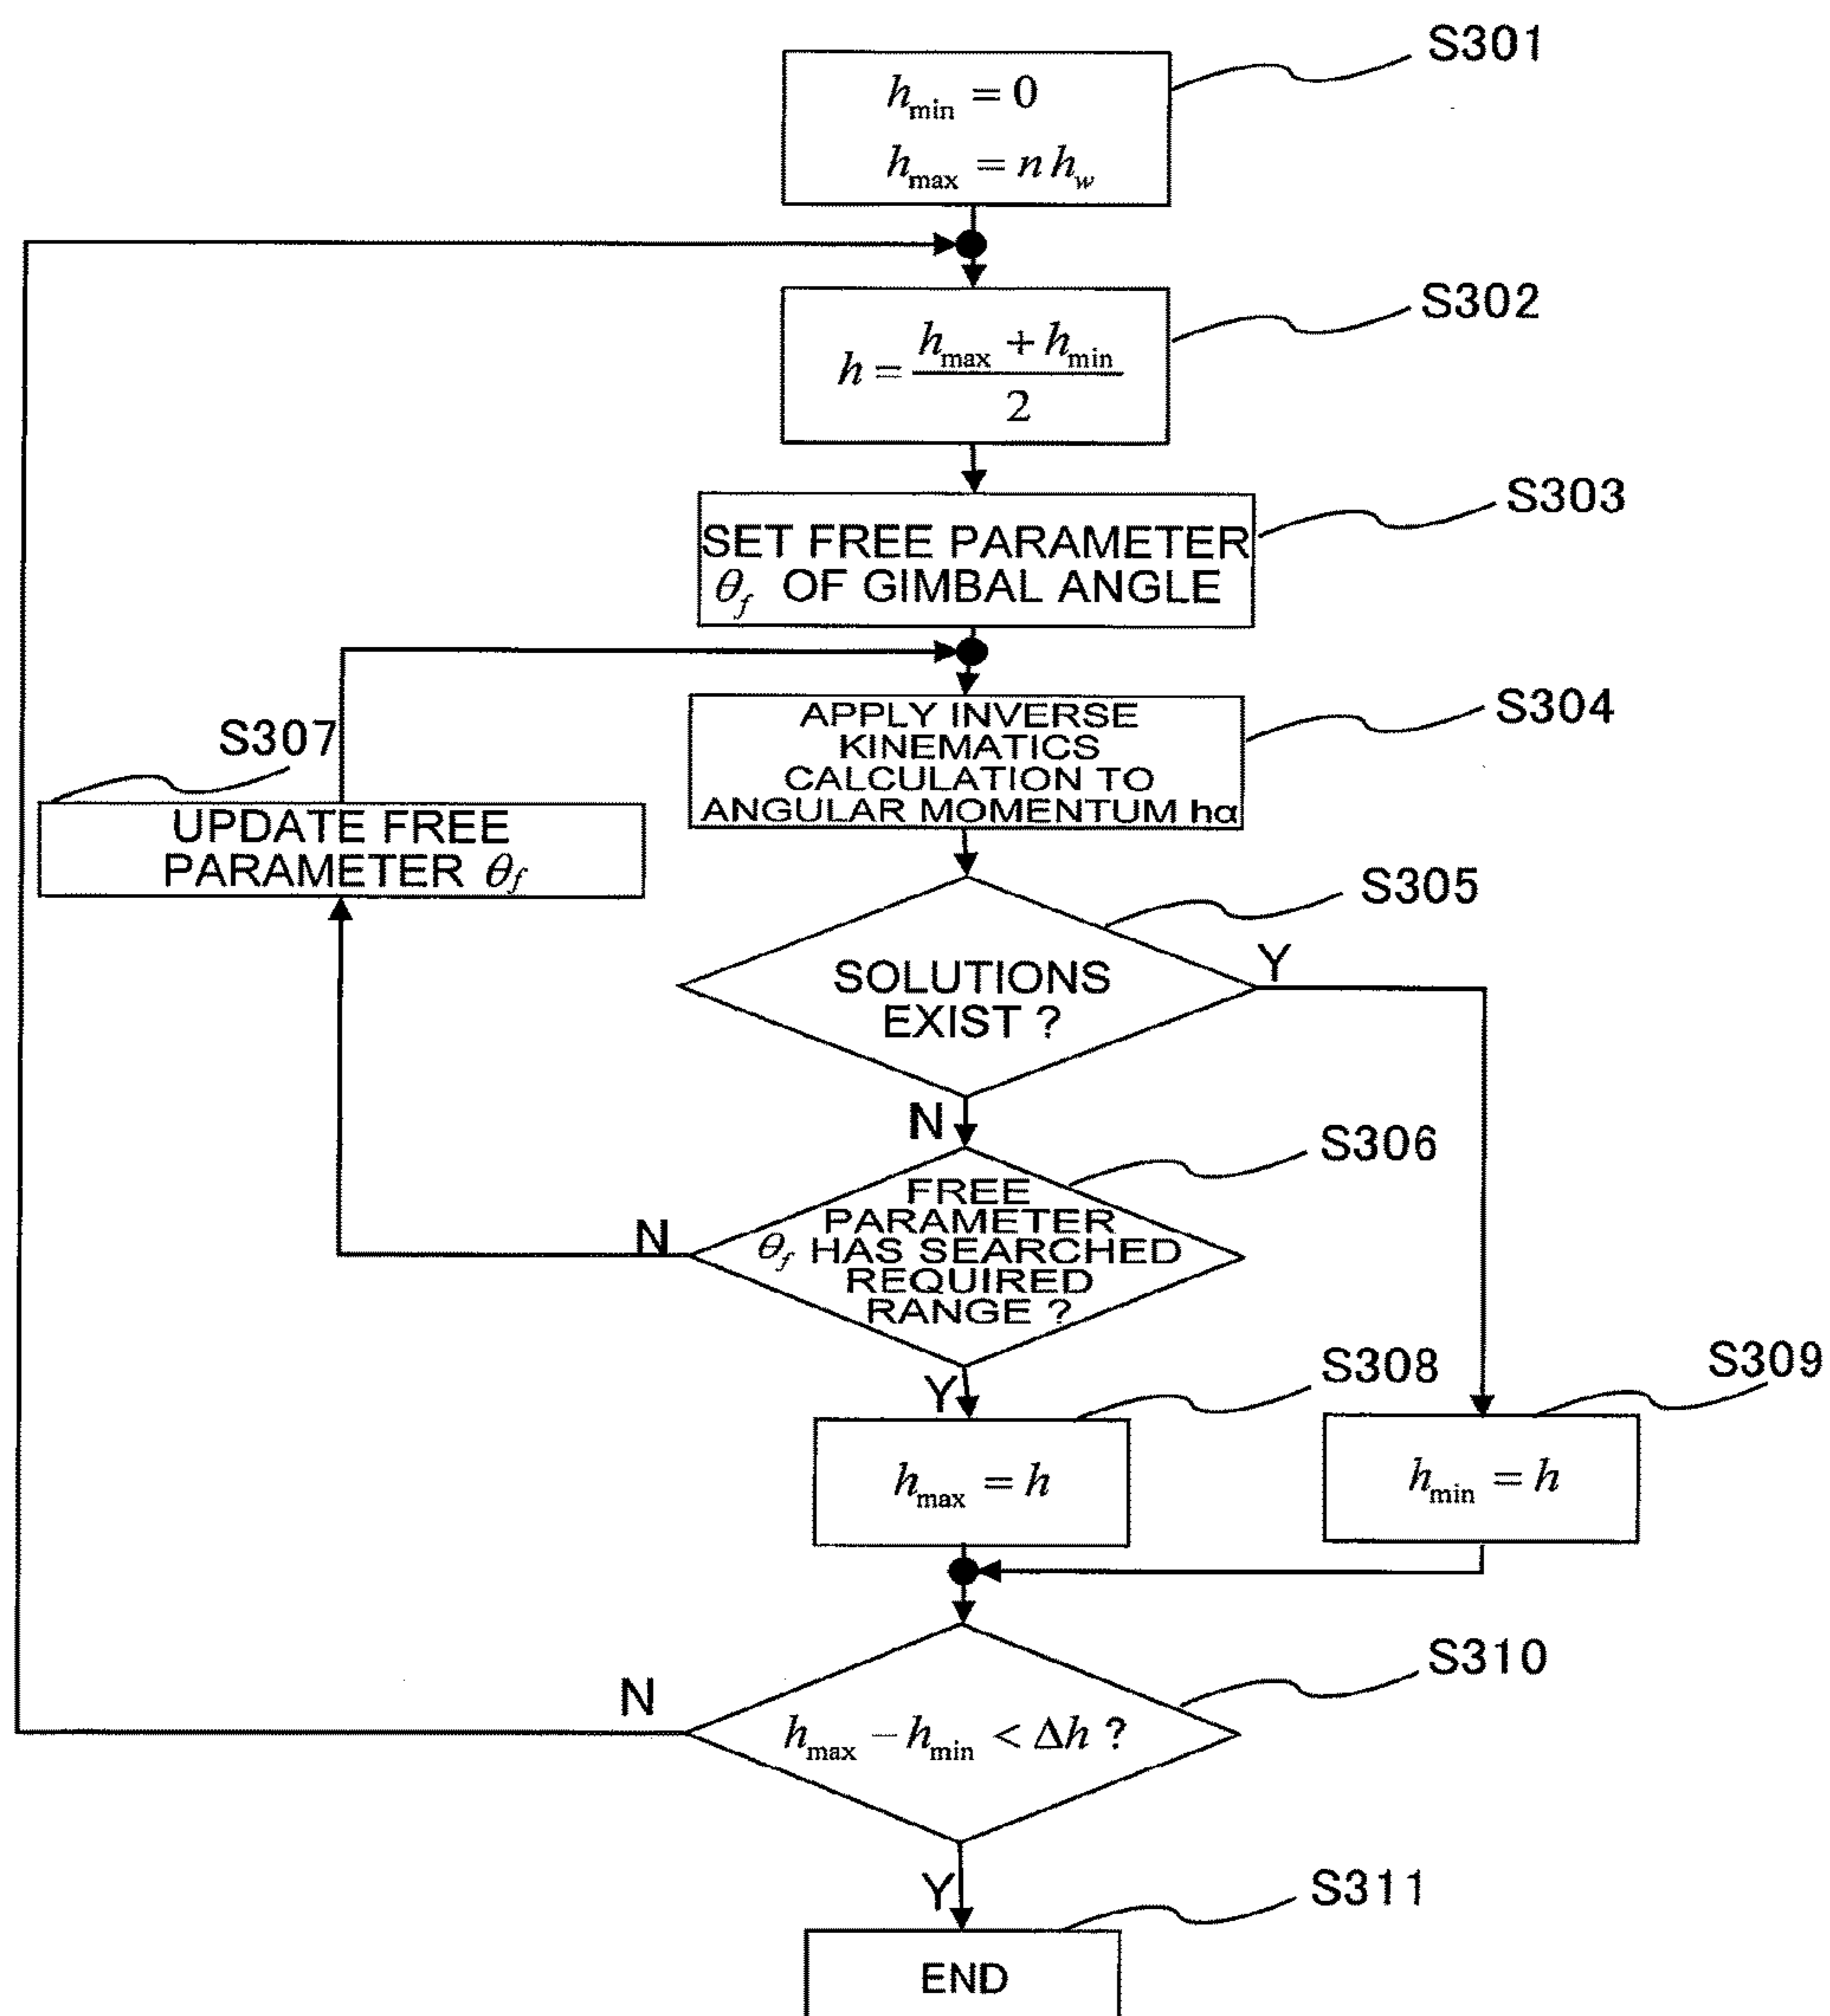 S301
h_min = 0
h_max = n h_w
S302
h = (h_max + h_min) / 2
S303
SET FREE PARAMETER
θ_f OF GIMBAL ANGLE
S304
APPLY INVERSE
KINEMATICS
CALCULATION TO
ANGULAR MOMENTUM hα
S307
UPDATE FREE
PARAMETER θ_f
S305
SOLUTIONS
EXIST ?
Y
N
S306
FREE
PARAMETER
θ_f HAS SEARCHED
REQUIRED
RANGE ?
N
Y
S308
h_max = h
S309
h_min = h
S310
h_max − h_min < Δh ?
N
Y
S311
END